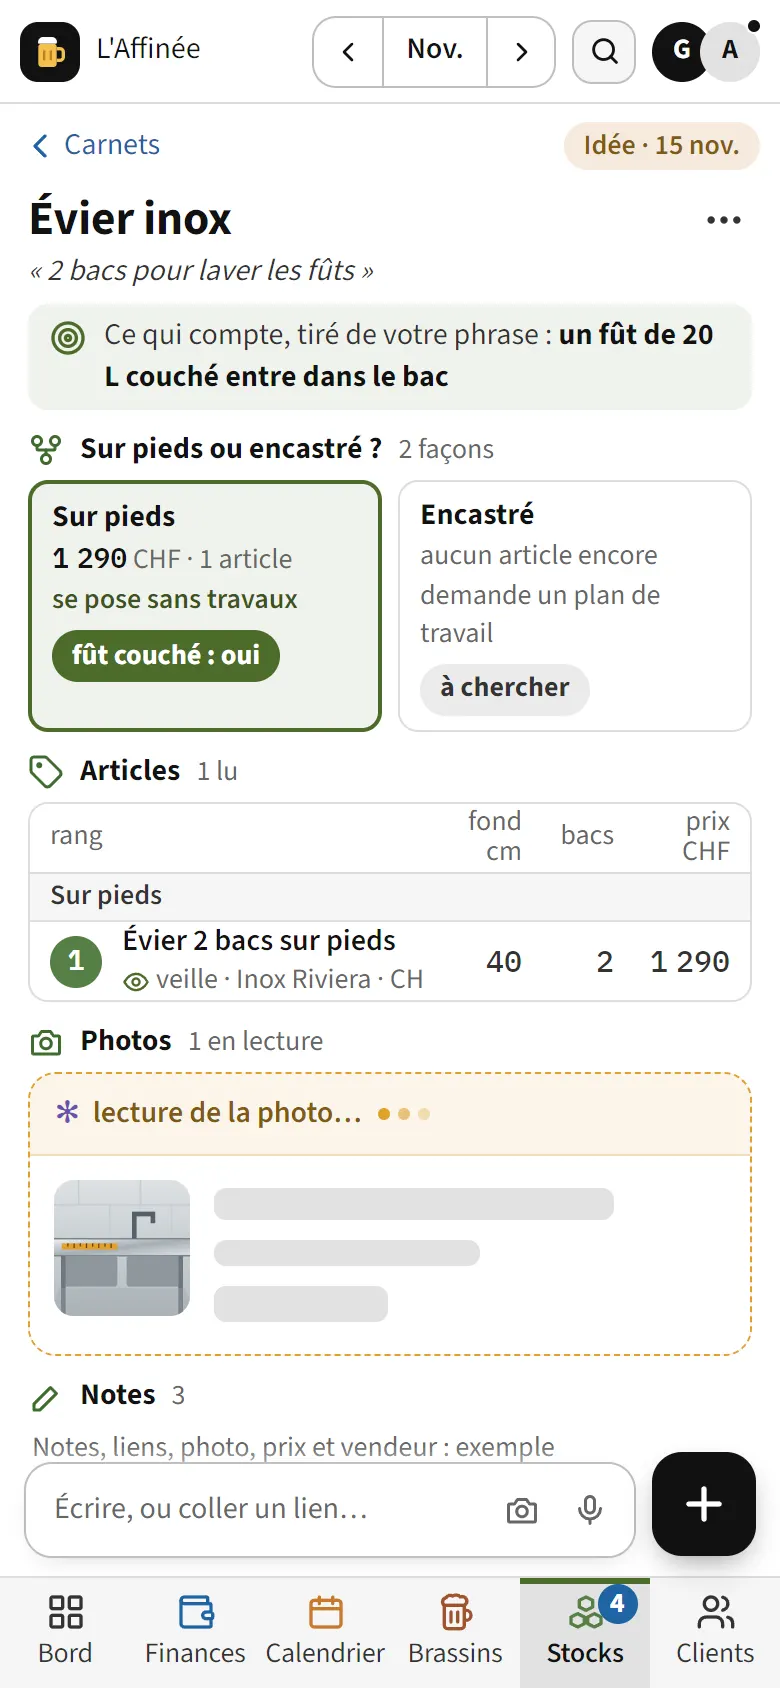 L'Affinée
Nov.
G
A
Carnets
Idée · 15 nov.
Évier inox
« 2 bacs pour laver les fûts »
Ce qui compte, tiré de votre phrase : un fût de 20
L couché entre dans le bac
Sur pieds ou encastré ? 2 façons
Sur pieds
1 290 CHF · 1 article
se pose sans travaux
fût couché : oui
Encastré
aucun article encore
demande un plan de
travail
à chercher
Articles 1 lu
rang
fond
cm
bacs
prix
CHF
Sur pieds
1
Évier 2 bacs sur pieds
veille · Inox Riviera · CH
40
2
1 290
Photos 1 en lecture
lecture de la photo…
Notes 3
Notes, liens, photo, prix et vendeur : exemple
Écrire, ou coller un lien…
4
Bord
Finances
Calendrier
Brassins
Stocks
Clients